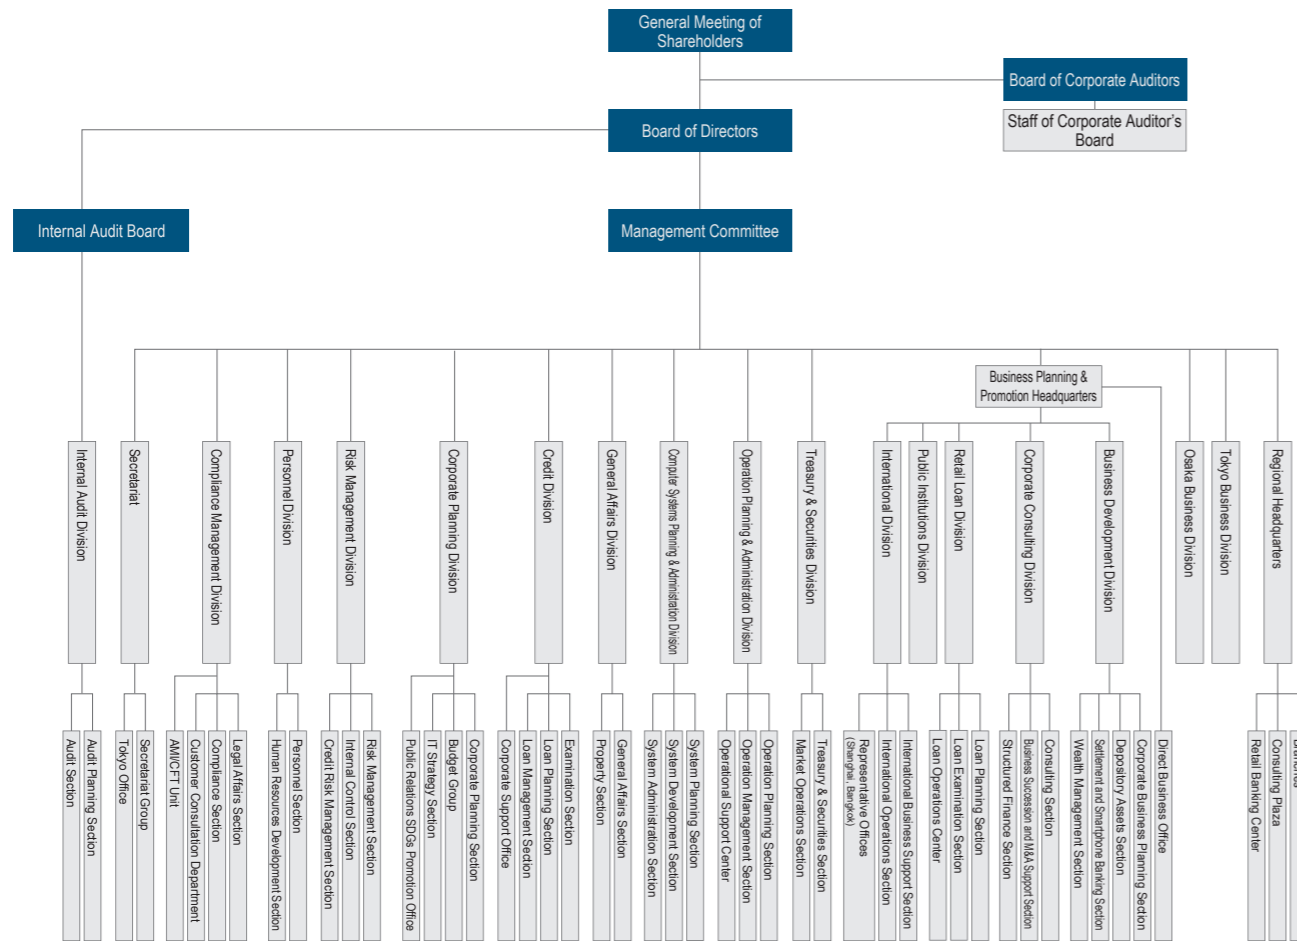 General Meeting of
Shareholders
Board of Corporate Auditors
Staff of Corporate Auditor's
Board
Board of Directors
Internal Audit Board
Management Committee
Business Planning &
Promotion Headquarters
Internal Audit Division
Secretariat
Compliance Management Division
Personnel Division
Risk Management Division
Corporate Planning Division
Credit Division
General Affairs Division
Computer Systems Planning & Administration Division
Operation Planning & Administration Division
Treasury & Securities Division
International Division
Public Institutions Division
Retail Loan Division
Corporate Consulting Division
Business Development Division
Osaka Business Division
Tokyo Business Division
Regional Headquarters
Audit Section
Audit Planning Section
Tokyo Office
Secretariat Group
AMl/CFT Unit
Customer Consultation Department
Compliance Section
Legal Affairs Section
Human Resources Development Section
Personnel Section
Credit Risk Management Section
Internal Control Section
Risk Management Section
Public Relations SDGs Promotion Office
IT Strategy Section
Budget Group
Corporate Planning Section
Corporate Support Office
Loan Management Section
Loan Planning Section
Examination Section
Property Section
General Affairs Section
System Administration Section
System Development Section
System Planning Section
Operational Support Center
Operation Management Section
Operation Planning Section
Market Operations Section
Treasury & Securities Section
Representative Offices
(Shanghai, Bangkok)
International Operations Section
International Business Support Section
Loan Operations Center
Loan Examination Section
Loan Planning Section
Structured Finance Section
Business Succession and M&A Support Section
Consulting Section
Wealth Management Section
Settlement and Smartphone Banking Section
Depository Assets Section
Corporate Business Planning Section
Direct Business Office
Retail Banking Center
Consulting Plaza